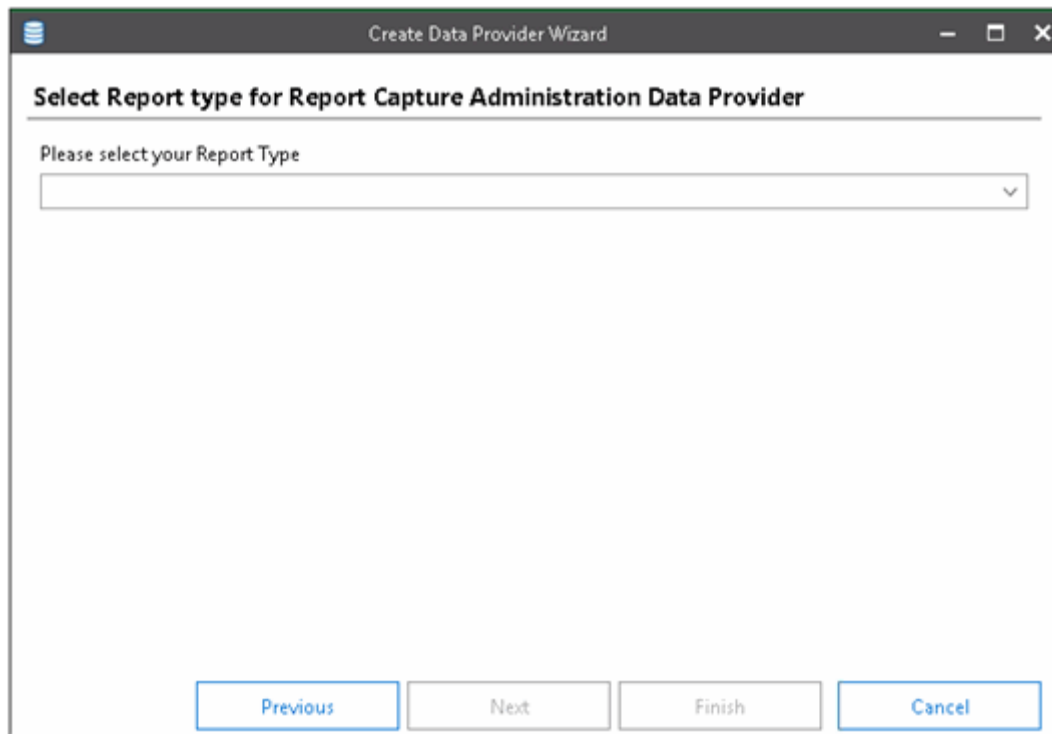 Create Data Provider Wizard
Select Report type for Report Capture Administration Data Provider
Please select your Report Type
Previous Next Finish Cancel